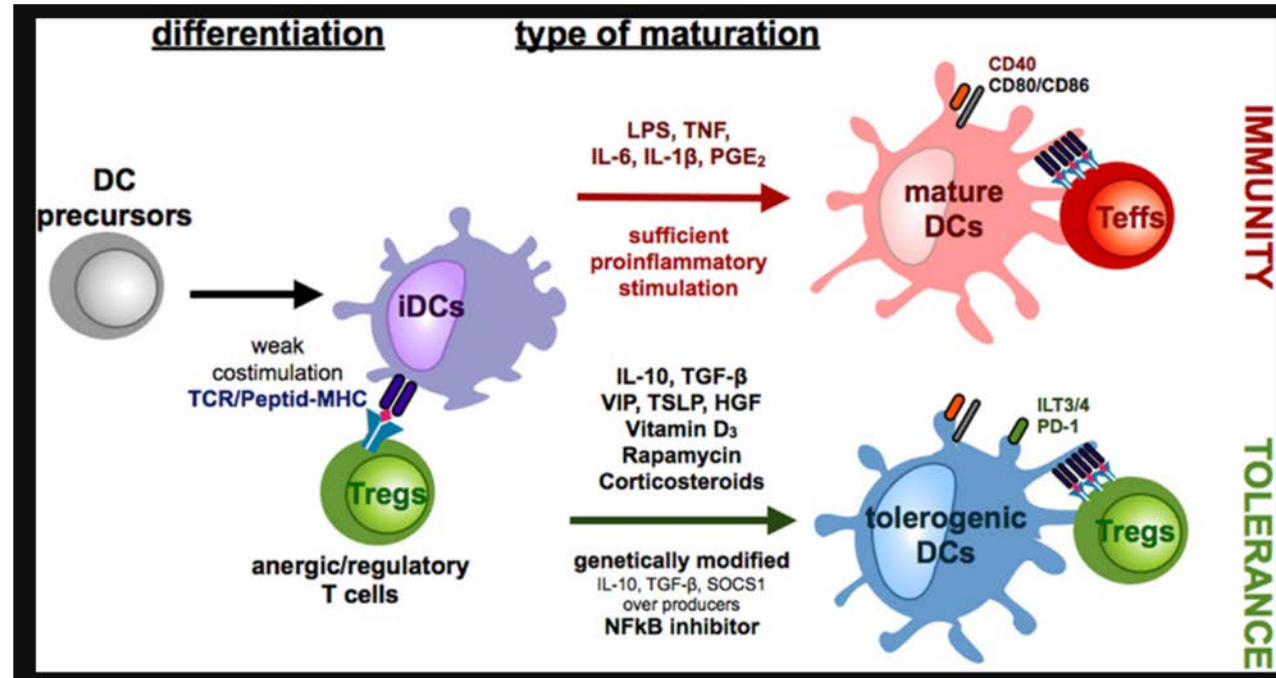 differentiation
type of maturation
DC
precursors
iDCs
weak
costimulation
TCR/Peptid-MHC
Tregs
anergic/regulatory
T cells
LPS, TNF,
IL-6, IL-1β, PGE₂
sufficient
proinflammatory
stimulation
CD40
CD80/CD86
mature
DCs
Teffs
IMMUNITY
IL-10, TGF-β
VIP, TSLP, HGF
Vitamin D₃
Rapamycin
Corticosteroids
genetically modified
IL-10, TGF-β, SOCS1
over producers
NFkB inhibitor
ILT3/4
PD-1
tolerogenic
DCs
Tregs
TOLERANCE